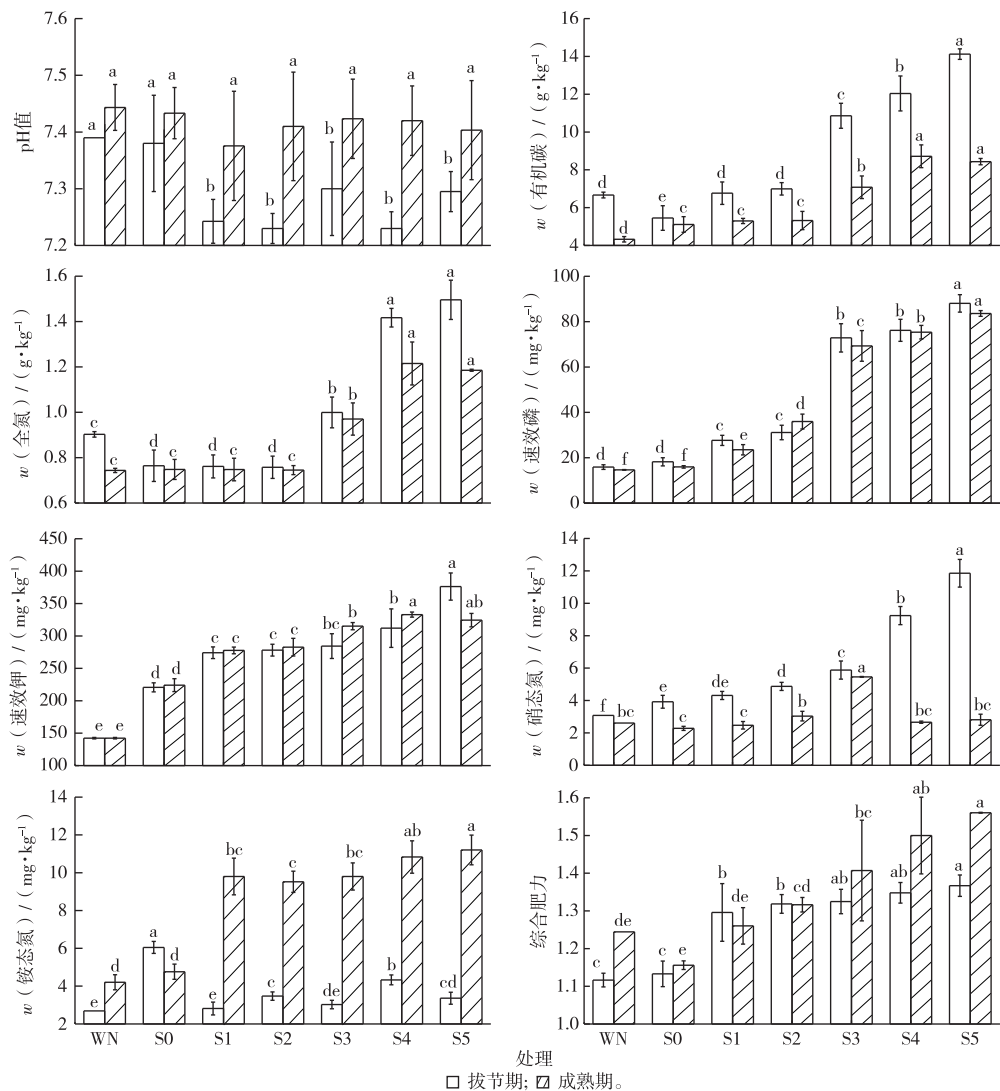 7.6
7.5
7.4
7.3
7.2
pH值
a a a a b a b a b a b a b a
16
14
12
10
8
6
4
w（有机碳）/（g•kg⁻¹）
d d e c c c d c c b b a a a
1.6
1.4
1.2
1.0
0.8
0.6
w（全氮）/（g•kg⁻¹）
c c d c d c d c b b a a a a
100
80
60
40
20
0
w（速效磷）/（mg•kg⁻¹）
d f d f c e c d b c b b a a
450
400
350
300
250
200
150
100
w（速效钾）/（mg•kg⁻¹）
e e d d c c c c bc b b a a ab
14
12
10
8
6
4
2
0
w（硝态氮）/（mg•kg⁻¹）
f bc e c de c d b c a b bc a bc
14
12
10
8
6
4
2
w（铵态氮）/（mg•kg⁻¹）
e d a d e bc c c de bc b ab cd a
WN S0 S1 S2 S3 S4 S5
1.6
1.5
1.4
1.3
1.2
1.1
1.0
综合肥力
c de c e b de b cd ab bc ab ab a a
WN S0 S1 S2 S3 S4 S5
处理
拔节期; 成熟期。